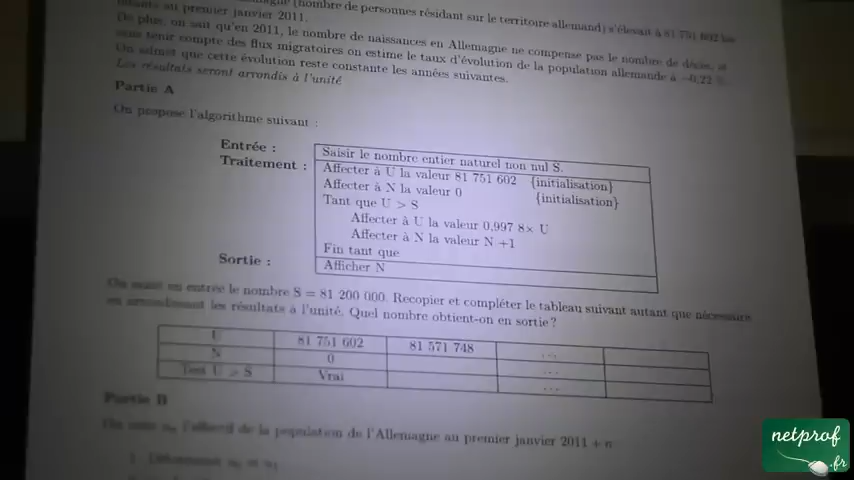 (nombre de personnes résidant sur le territoire allemand) s'élevait à 81 751 602
au premier janvier 2011.
De plus, on sait qu'en 2011, le nombre de naissances en Allemagne ne compense pas le nombre de décès, et
sans tenir compte des flux migratoires on estime le taux d'évolution de la population allemande à −0,22 %.
On admet que cette évolution reste constante les années suivantes.
Les résultats seront arrondis à l'unité
Partie A
On propose l'algorithme suivant :
Entrée : Saisir le nombre entier naturel non nul S.
Traitement : Affecter à U la valeur 81 751 602 {initialisation}
Affecter à N la valeur 0 {initialisation}
Tant que U > S
Affecter à U la valeur 0,997 8× U
Affecter à N la valeur N +1
Fin tant que
Sortie : Afficher N
On saisit en entrée le nombre S = 81 200 000. Recopier et compléter le tableau suivant autant que nécessaire
en arrondissant les résultats à l'unité. Quel nombre obtient-on en sortie ?
U 81 751 602 81 571 748 ...
N 0 ...
Test U > S Vrai ...
Partie B
On note uₙ l'effectif de la population de l'Allemagne au premier janvier 2011 + n
netprof
.fr